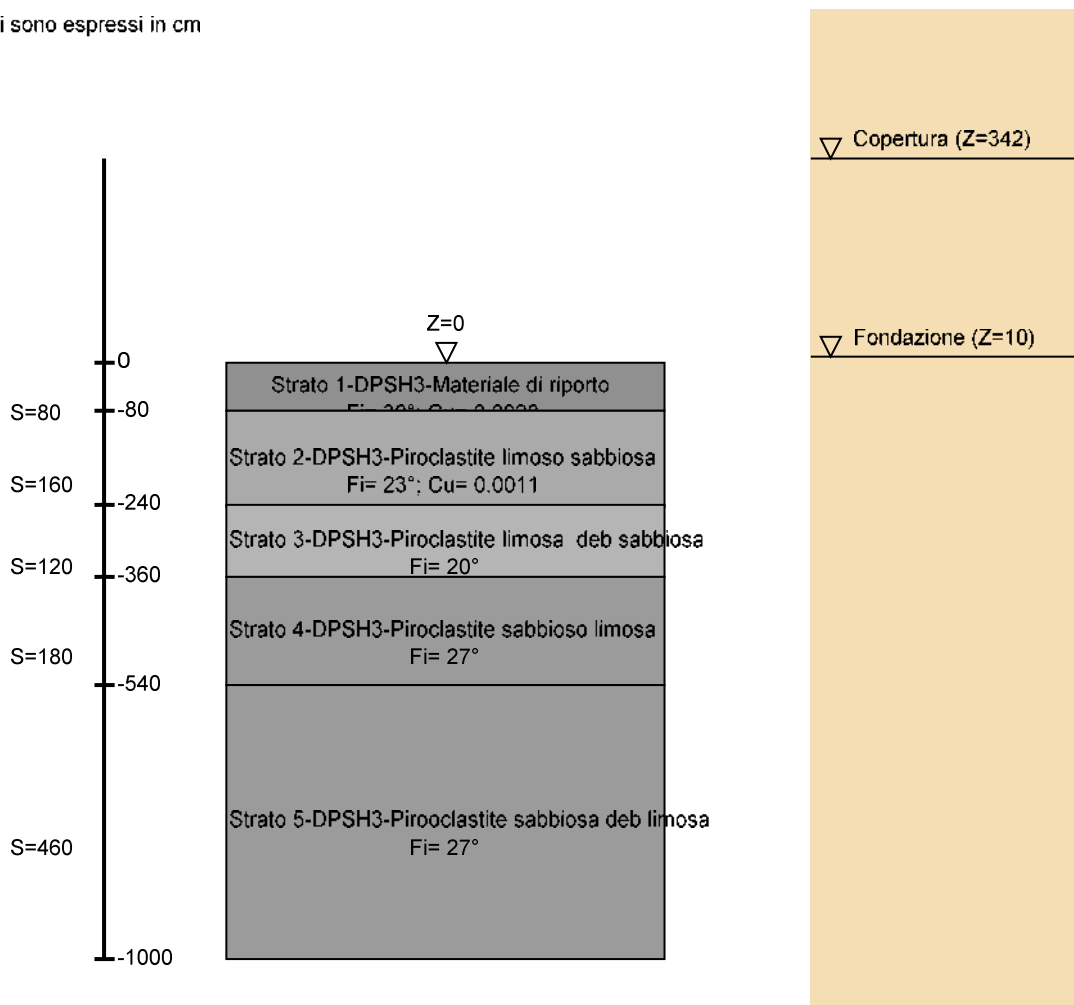 i sono espressi in cm
Copertura (Z=342)
Fondazione (Z=10)
Z=0
0
Strato 1-DPSH3-Materiale di riporto
S=80
-80
Strato 2-DPSH3-Piroclastite limoso sabbiosa
Fi= 23°; Cu= 0.0011
S=160
-240
Strato 3-DPSH3-Piroclastite limosa deb sabbiosa
Fi= 20°
S=120
-360
Strato 4-DPSH3-Piroclastite sabbioso limosa
Fi= 27°
S=180
-540
Strato 5-DPSH3-Pirooclastite sabbiosa deb limosa
Fi= 27°
S=460
-1000